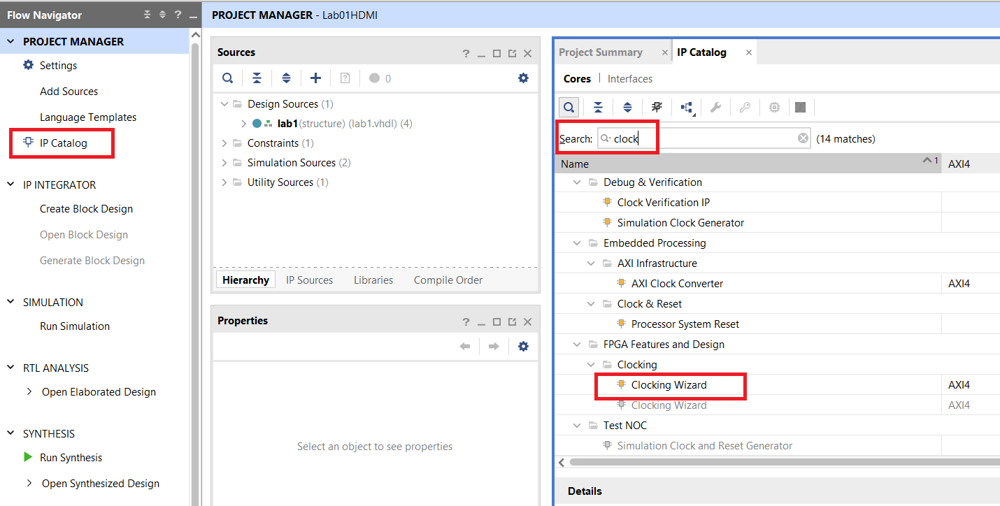 Flow Navigator
?
PROJECT MANAGER - Lab01HDMI
PROJECT MANAGER
Settings
Add Sources
Language Templates
IP Catalog
IP INTEGRATOR
Create Block Design
Open Block Design
Generate Block Design
SIMULATION
Run Simulation
RTL ANALYSIS
Open Elaborated Design
SYNTHESIS
Run Synthesis
Open Synthesized Design
Sources
?
0
Design Sources (1)
lab1(structure) (lab1.vhdl) (4)
Constraints (1)
Simulation Sources (2)
Utility Sources (1)
Hierarchy IP Sources Libraries Compile Order
Properties
?
Select an object to see properties
Project Summary IP Catalog
Cores Interfaces
Search: clock (14 matches)
Name 1 AXI4
Debug & Verification
Clock Verification IP
Simulation Clock Generator
Embedded Processing
AXI Infrastructure
AXI Clock Converter AXI4
Clock & Reset
Processor System Reset
FPGA Features and Design
Clocking
Clocking Wizard AXI4
Clocking Wizard AXI4
Test NOC
Simulation Clock and Reset Generator
Details